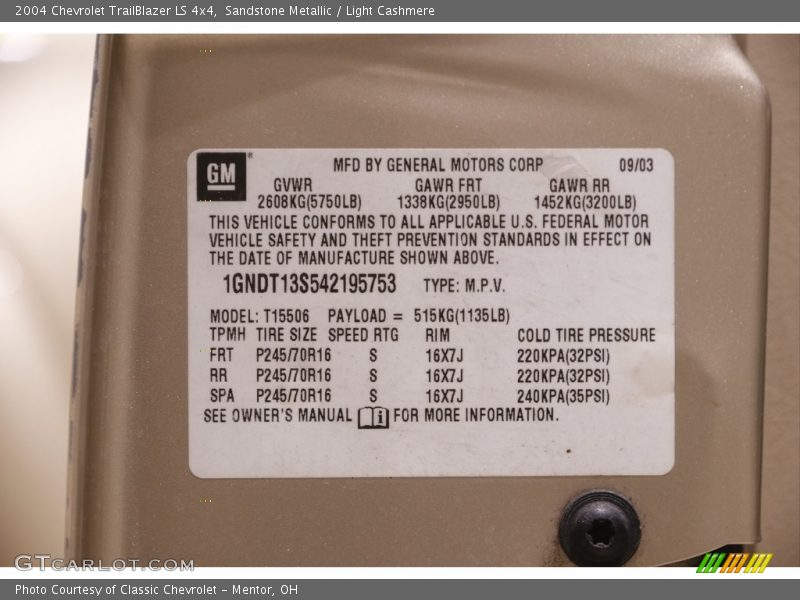 2004 Chevrolet TrailBlazer LS 4x4, Sandstone Metallic / Light Cashmere
GM ® MFD BY GENERAL MOTORS CORP 09/03
GVWR GAWR FRT GAWR RR
2608KG(5750LB) 1338KG(2950LB) 1452KG(3200LB)
THIS VEHICLE CONFORMS TO ALL APPLICABLE U.S. FEDERAL MOTOR
VEHICLE SAFETY AND THEFT PREVENTION STANDARDS IN EFFECT ON
THE DATE OF MANUFACTURE SHOWN ABOVE.
1GNDT13S542195753 TYPE: M.P.V.
MODEL: T15506 PAYLOAD = 515KG(1135LB)
TPMH TIRE SIZE SPEED RTG RIM COLD TIRE PRESSURE
FRT P245/70R16 S 16X7J 220KPA(32PSI)
RR P245/70R16 S 16X7J 220KPA(32PSI)
SPA P245/70R16 S 16X7J 240KPA(35PSI)
SEE OWNER'S MANUAL i FOR MORE INFORMATION.
GTcarlot.com
Photo Courtesy of Classic Chevrolet - Mentor, OH